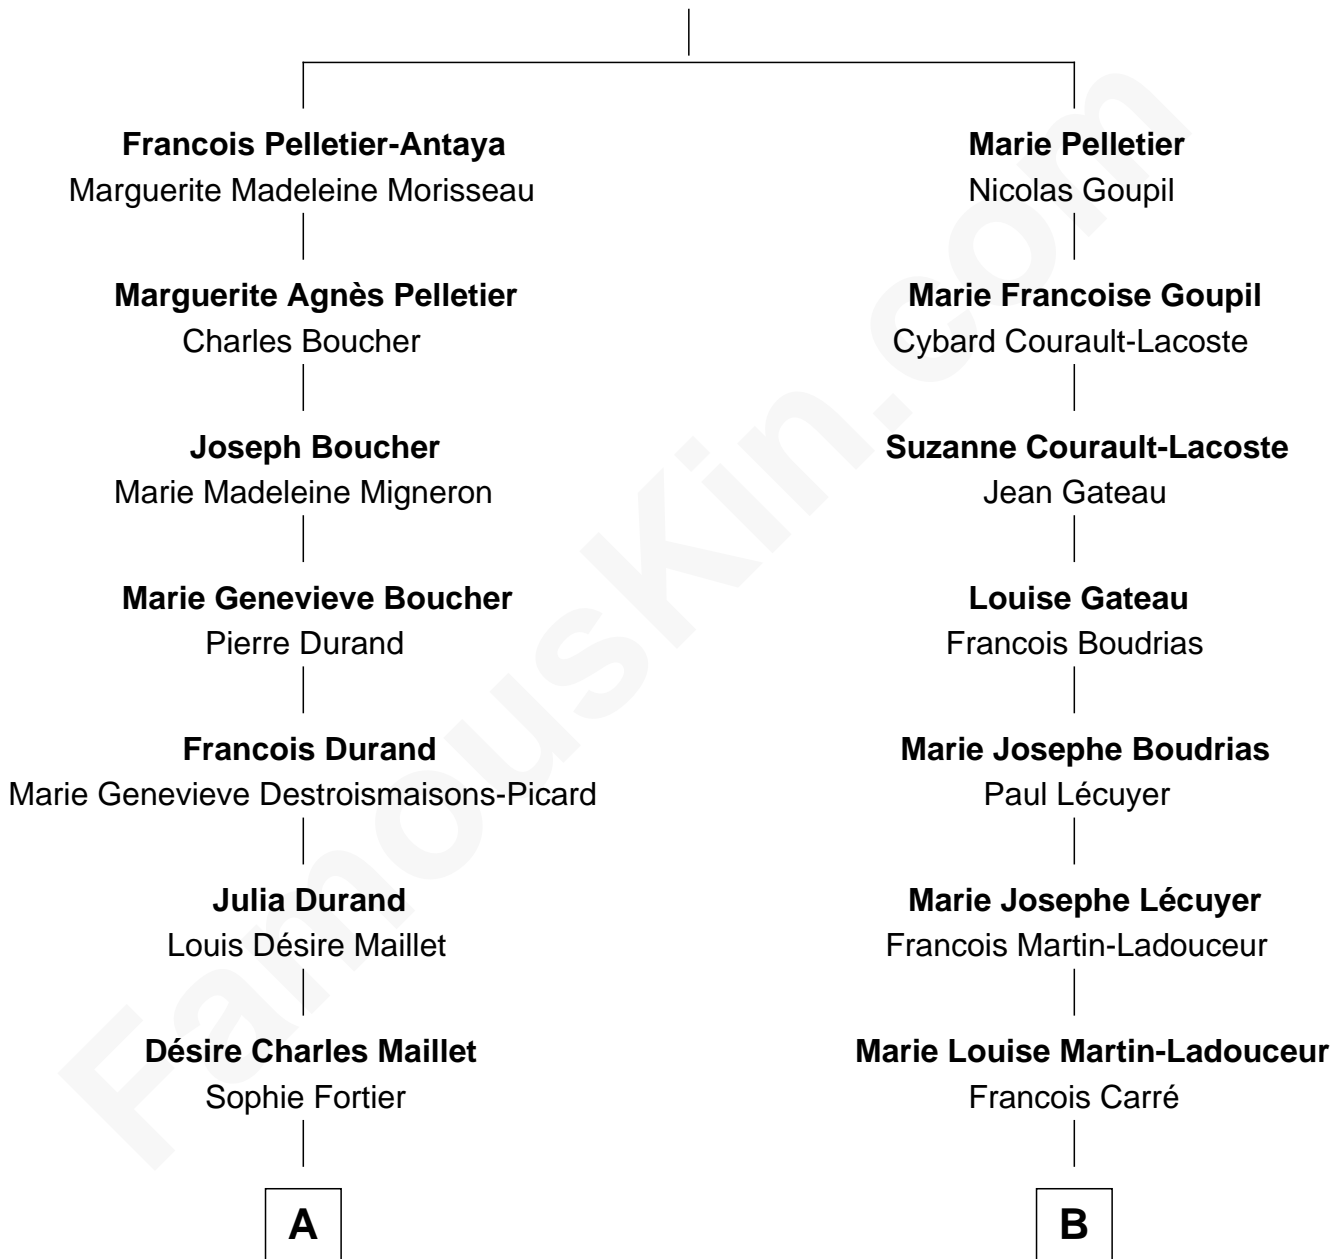 Francois Pelletier-Antaya
Marguerite Madeleine Morisseau
Marguerite Agnès Pelletier
Charles Boucher
Joseph Boucher
Marie Madeleine Migneron
Marie Genevieve Boucher
Pierre Durand
Francois Durand
Marie Genevieve Destroismaisons-Picard
Julia Durand
Louis Désire Maillet
Désire Charles Maillet
Sophie Fortier
A
Marie Pelletier
Nicolas Goupil
Marie Francoise Goupil
Cybard Courault-Lacoste
Suzanne Courault-Lacoste
Jean Gateau
Louise Gateau
Francois Boudrias
Marie Josephe Boudrias
Paul Lécuyer
Marie Josephe Lécuyer
Francois Martin-Ladouceur
Marie Louise Martin-Ladouceur
Francois Carré
B
FamousKin.com